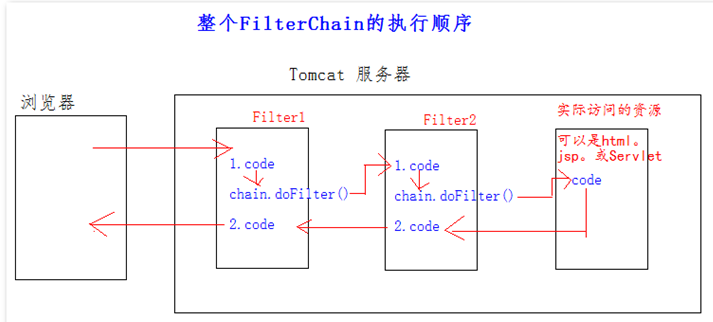 整个FilterChain的执行顺序
Tomcat 服务器
浏览器
Filter1
1.code
chain.doFilter()
2.code
Filter2
1.code
chain.doFilter()
2.code
实际访问的资源
可以是html。
jsp。或Servlet
code